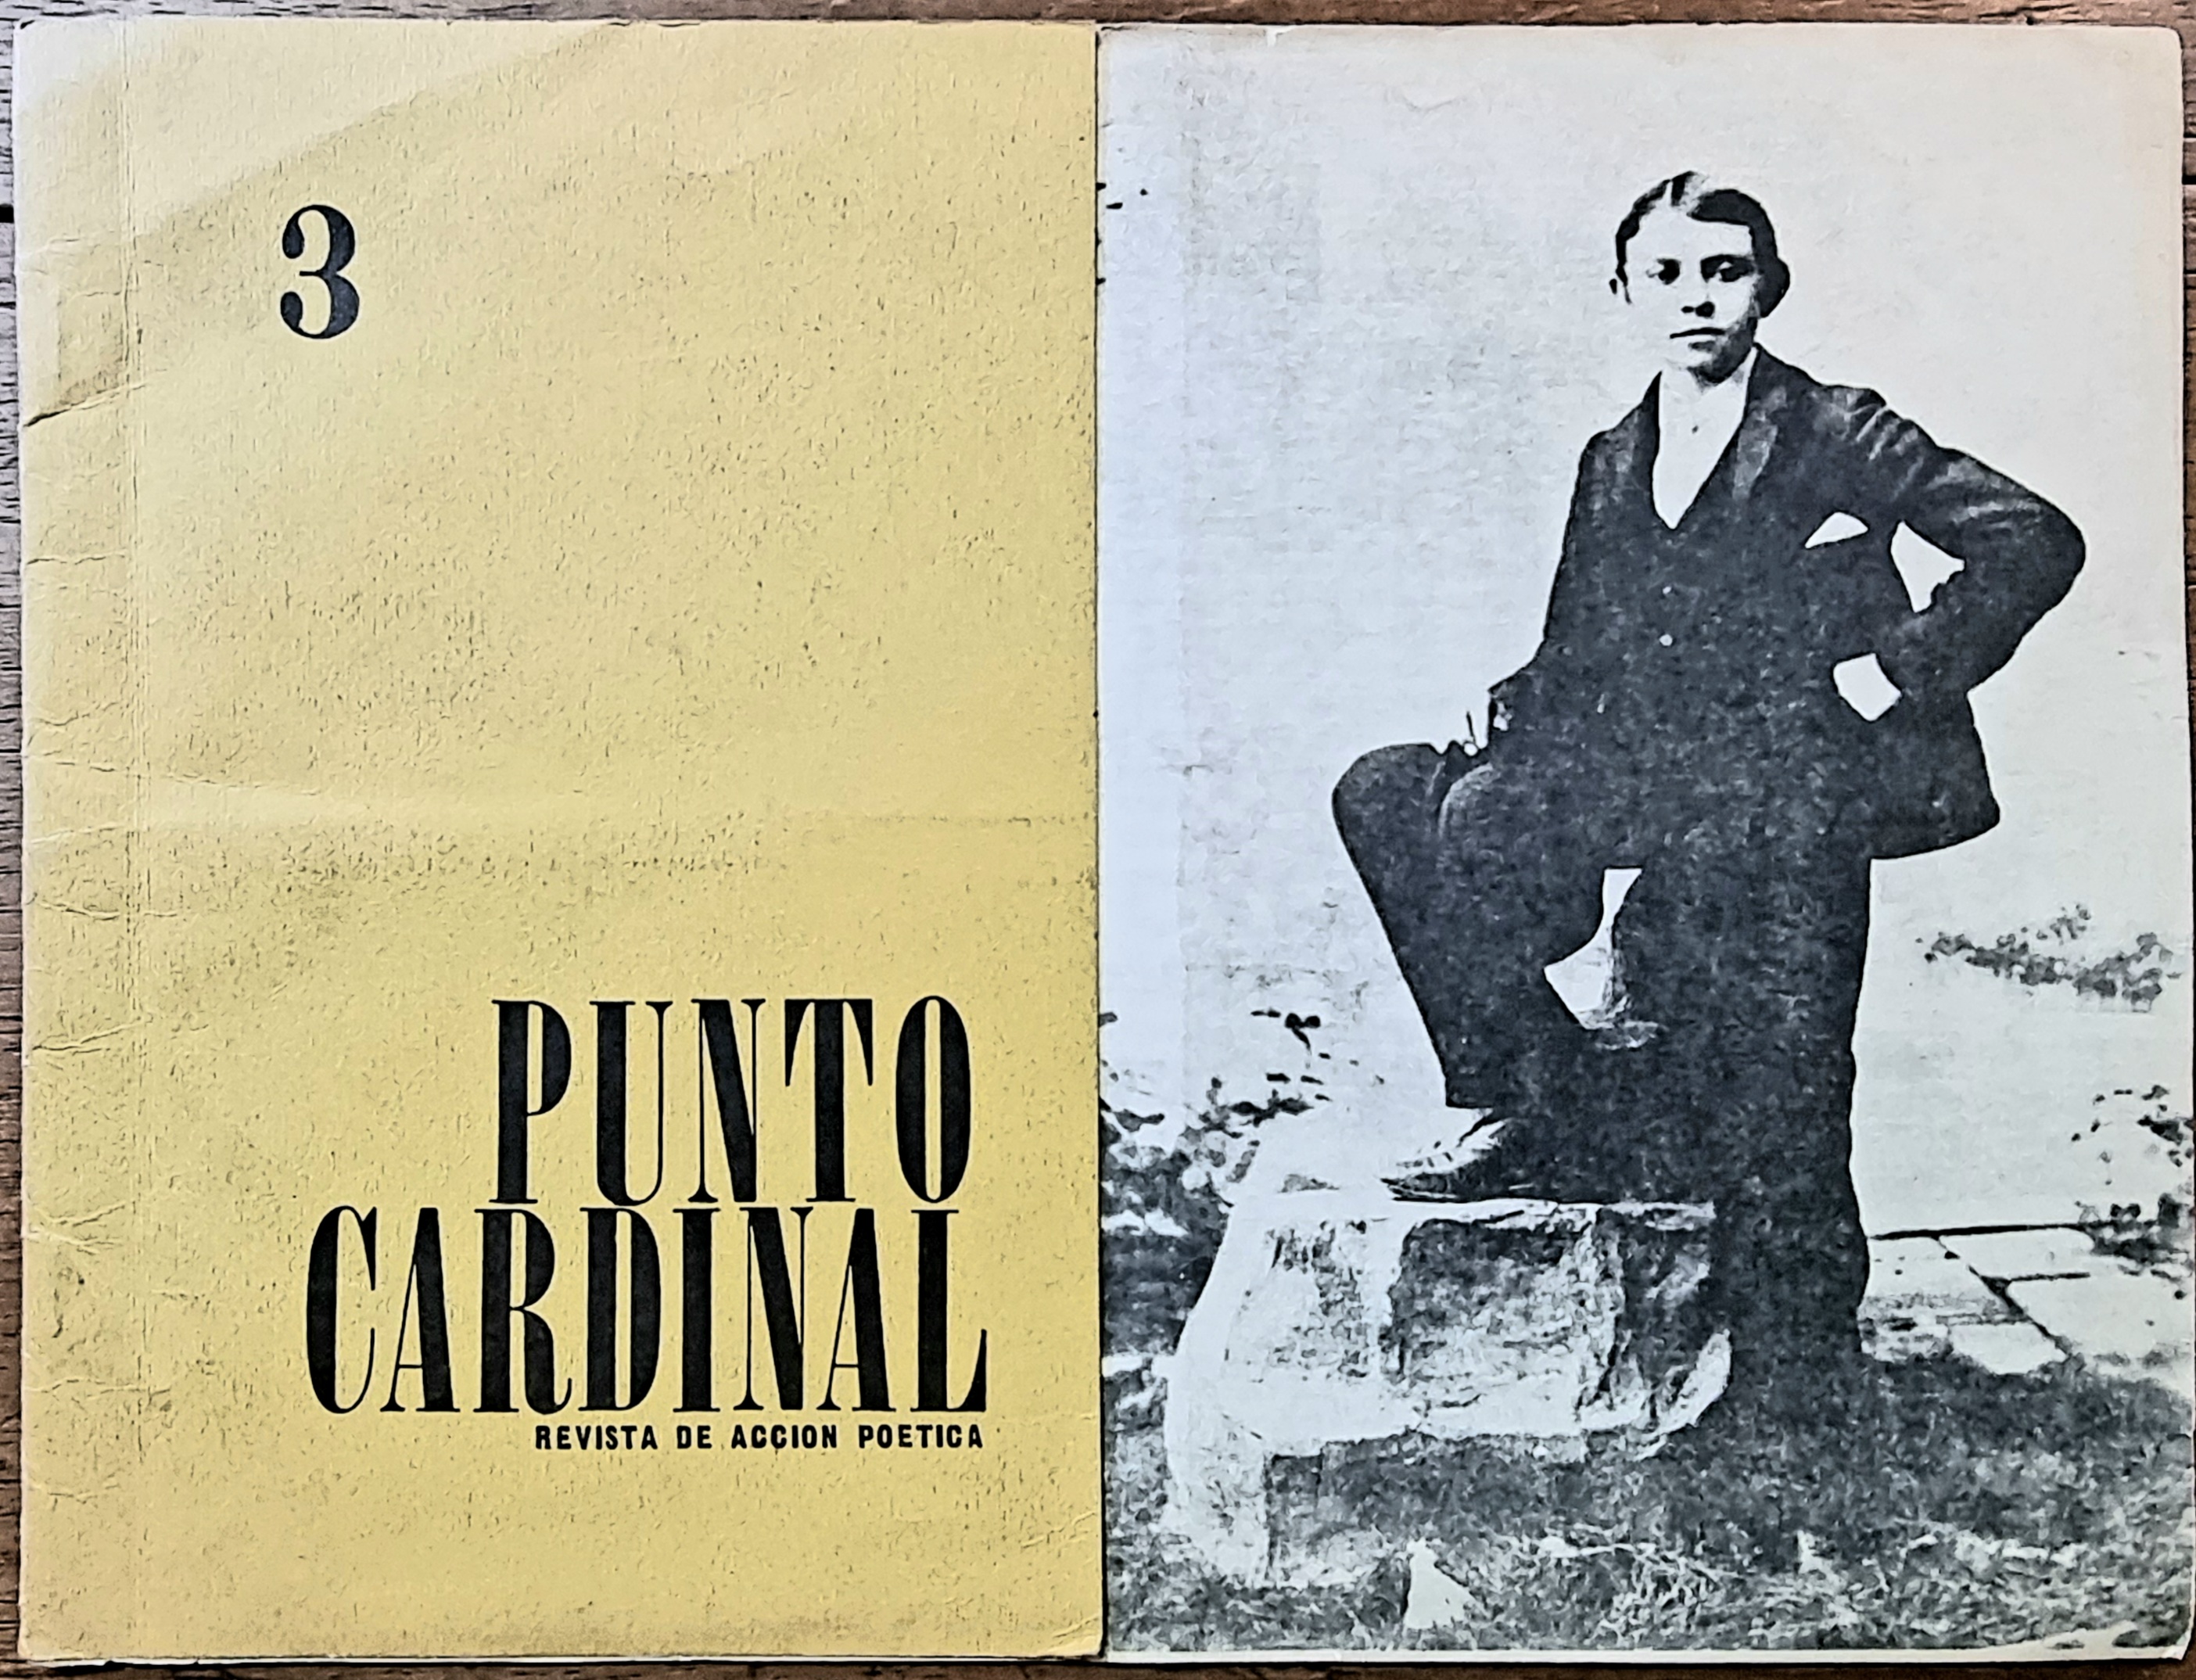 3
PUNTO
CARDINAL
REVISTA DE ACCION POETICA